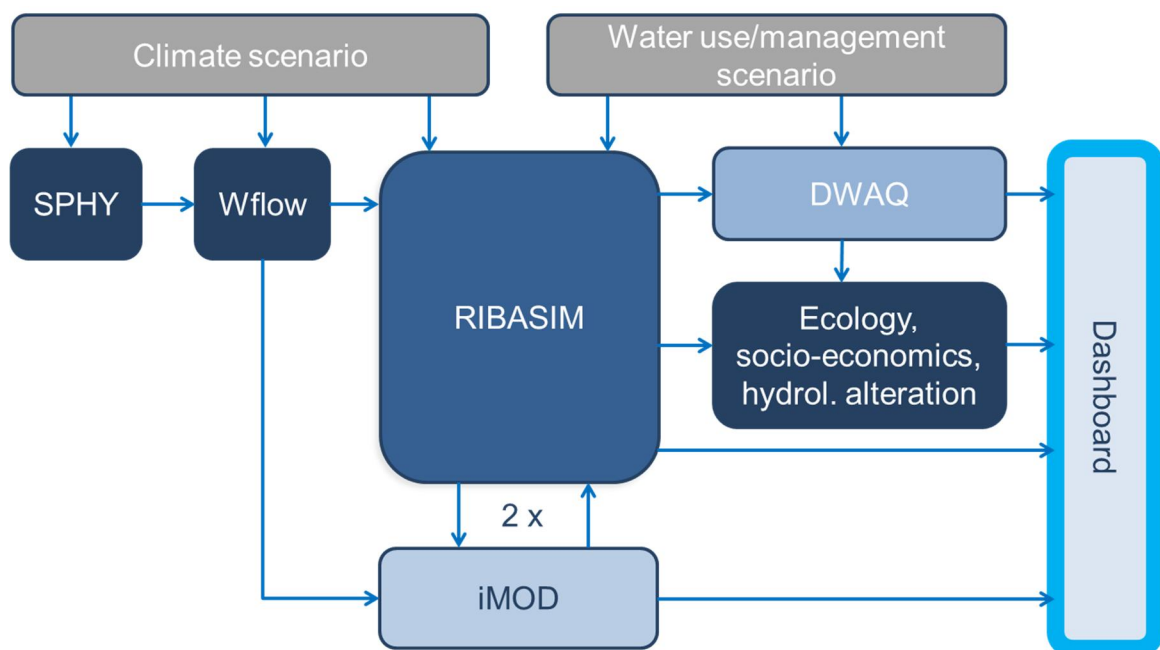 Climate scenario
Water use/management
scenario
SPHY
Wflow
RIBASIM
DWAQ
Ecology,
socio-economics,
hydrol. alteration
Dashboard
2 x
iMOD